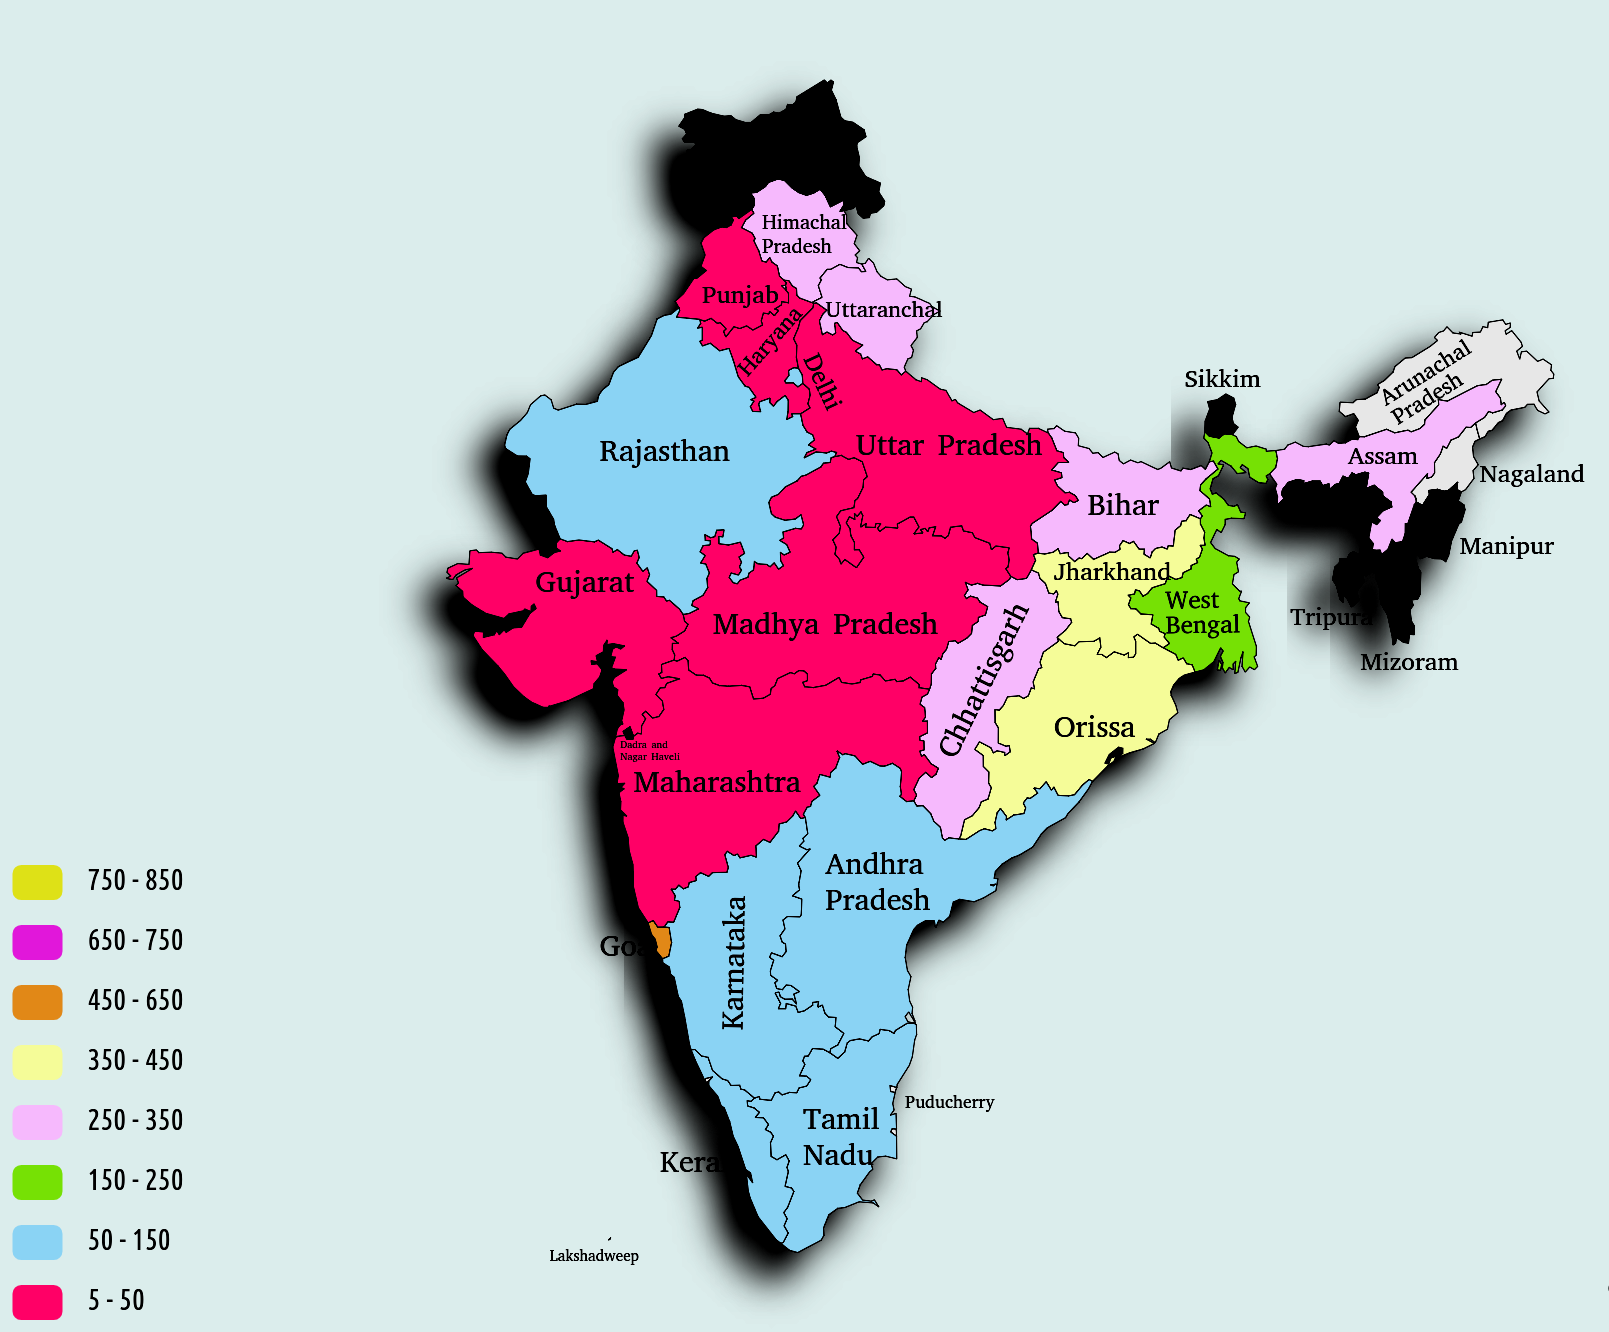 Himachal
Pradesh
Punjab
Uttaranchal
Haryana
Delhi
Sikkim
Arunachal
Pradesh
Rajasthan
Uttar Pradesh
Assam
Nagaland
Bihar
Manipur
Gujarat
Jharkhand
West
Bengal
Tripura
Madhya Pradesh
Mizoram
Chhattisgarh
Orissa
Dadra and
Nagar Haveli
Maharashtra
Andhra
Pradesh
Karnataka
Goa
Puducherry
Tamil
Nadu
Kera
Lakshadweep
750 - 850
650 - 750
450 - 650
350 - 450
250 - 350
150 - 250
50 - 150
5 - 50